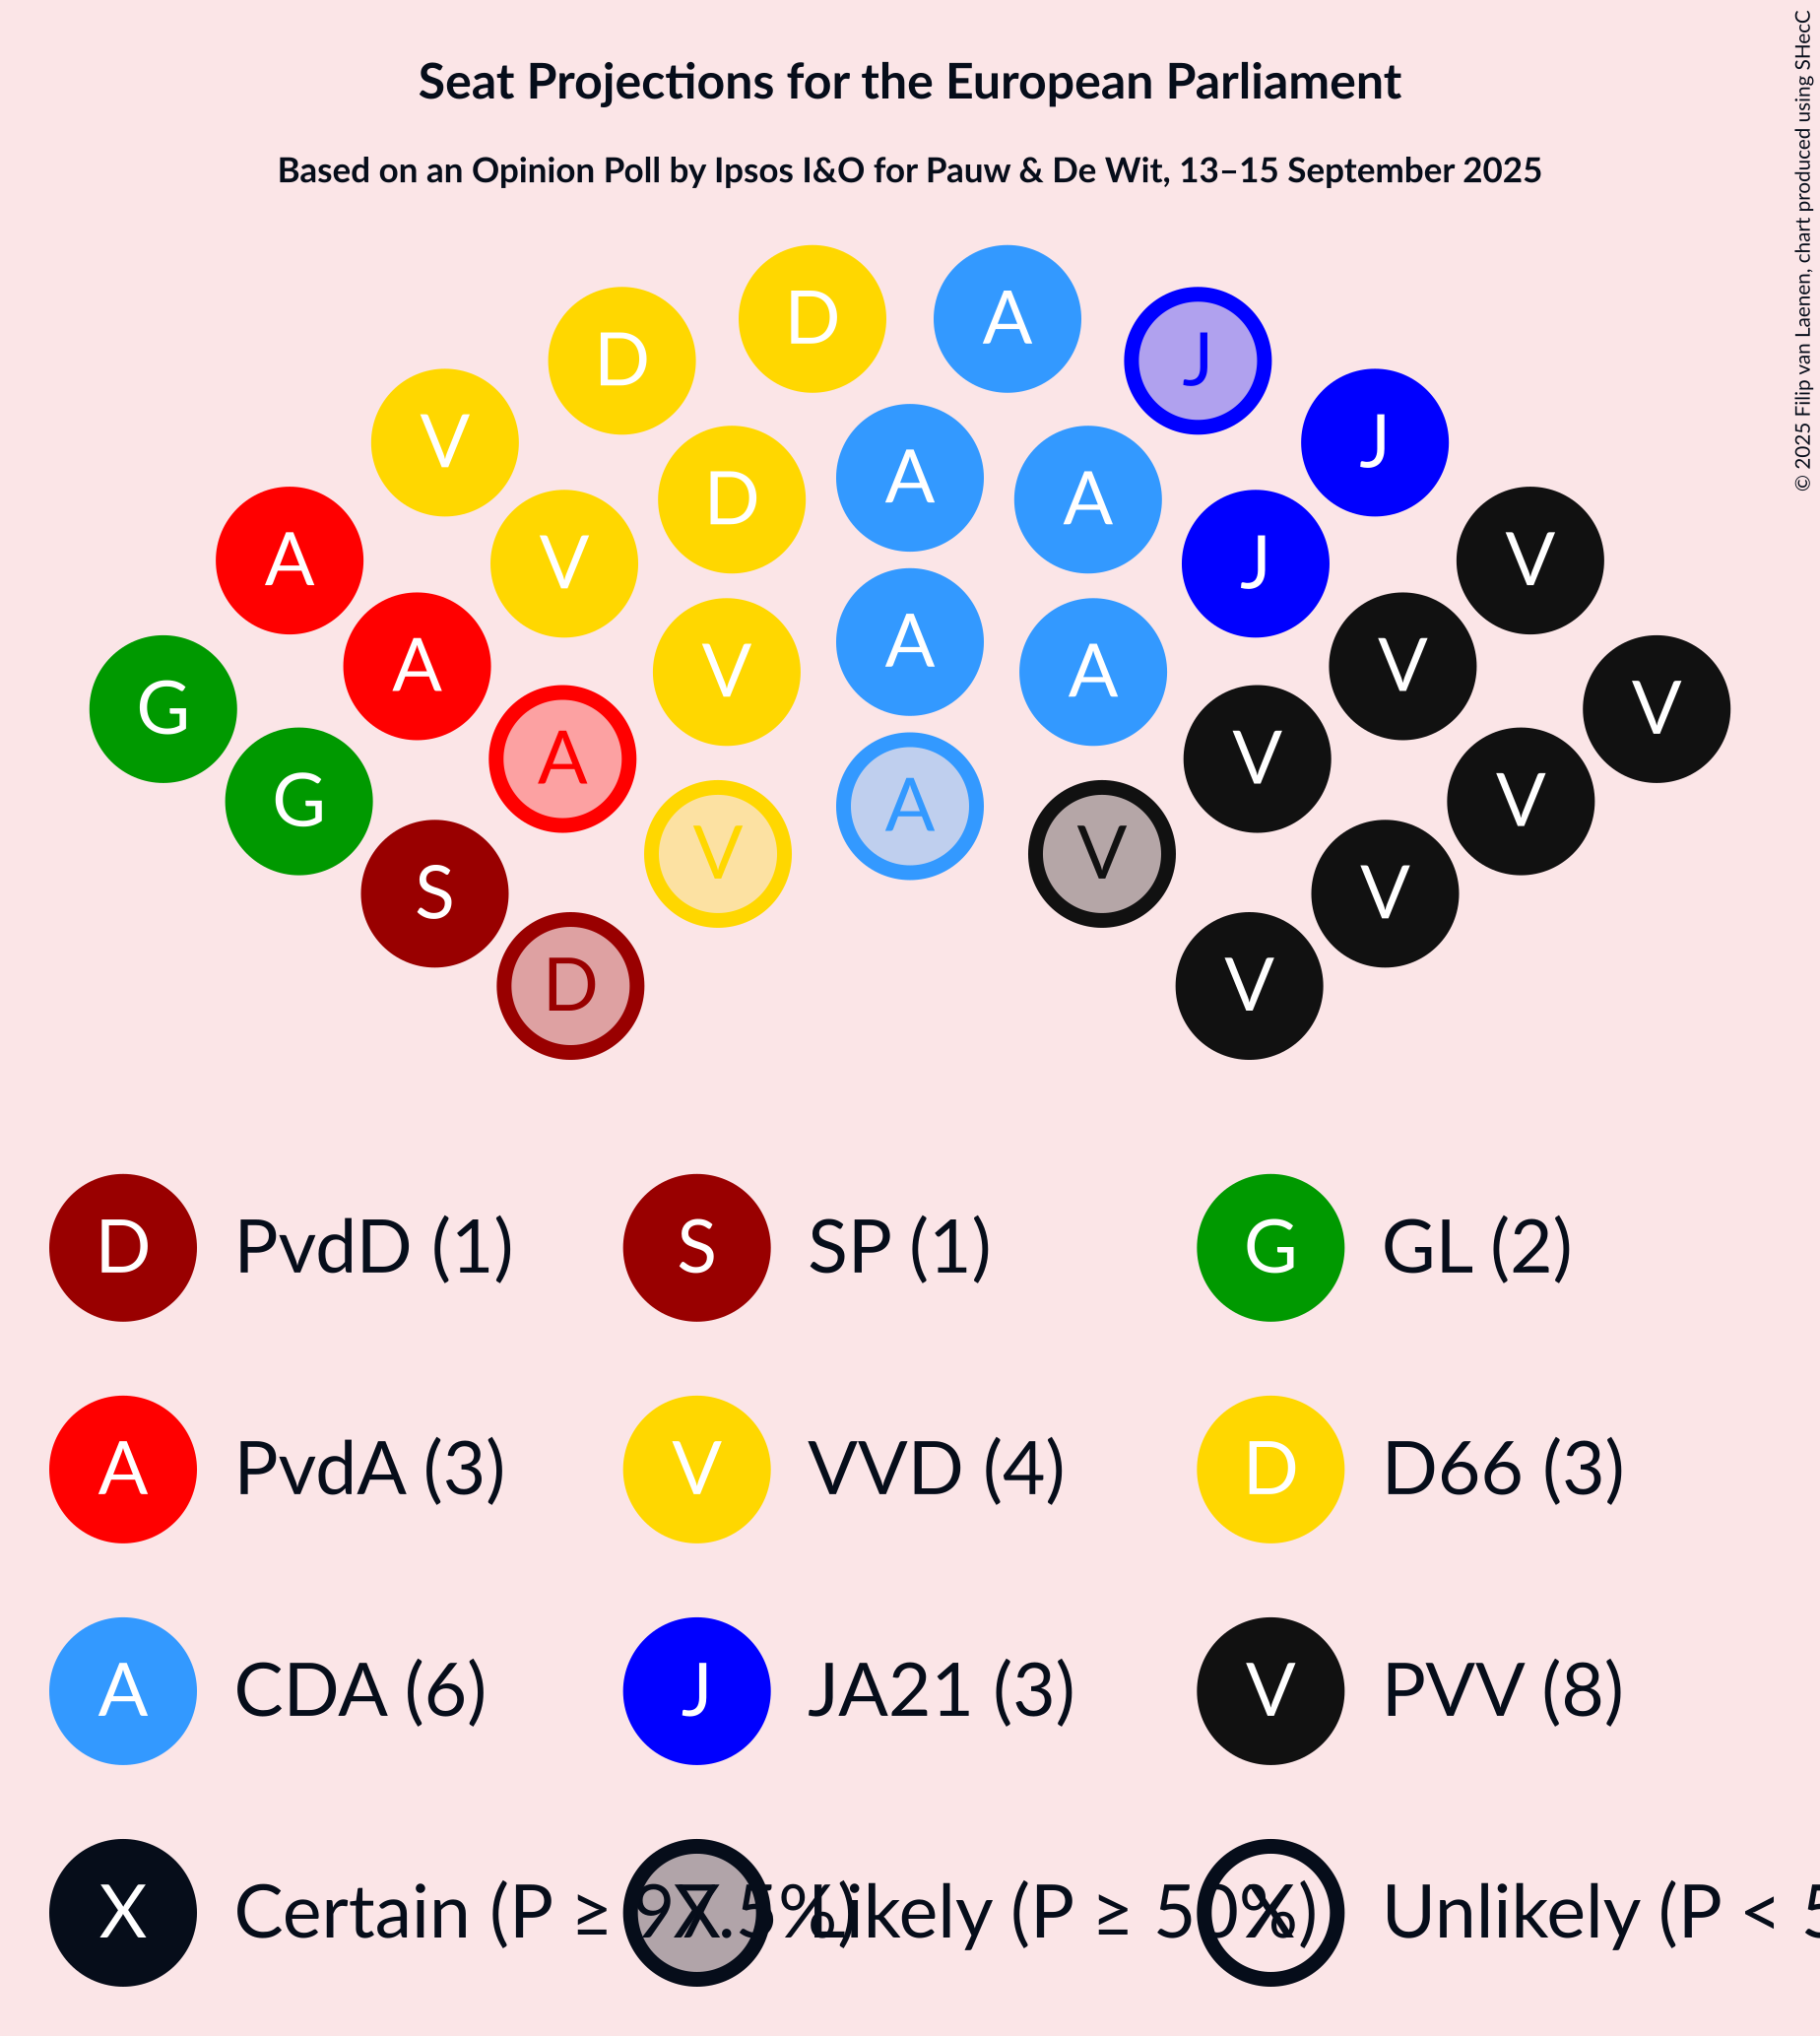 Seat Projections for the European Parliament
Based on an Opinion Poll by Ipsos I&O for Pauw & De Wit, 13–15 September 2025
© 2025 Filip van Laenen, chart produced using SHecC
D A
D J
V J
A A
D A
V J
A V
A V
A A
V A
G V
A V
G V
V A V
S V
D V
D PvdD (1) S SP (1) G GL (2)
A PvdA (3) V VVD (4) D D66 (3)
A CDA (6) J JA21 (3) V PVV (8)
X Certain (P ≥ 97.5%) X Likely (P ≥ 50%) X Unlikely (P < 5